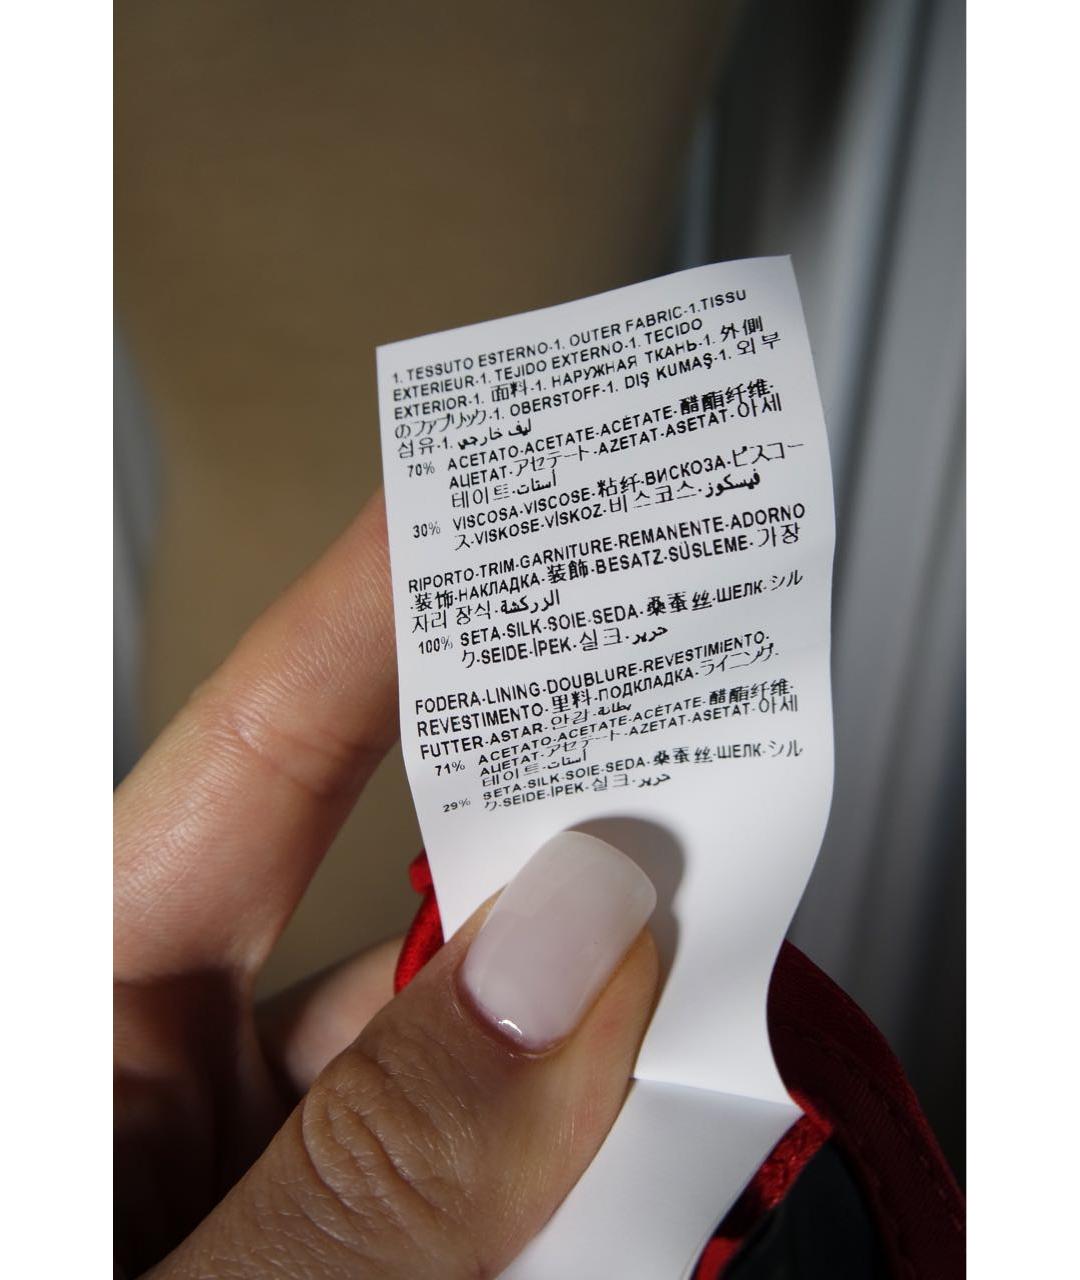 1. TESSUTO ESTERNO-1. OUTER FABRIC-1.TISSU
EXTERIEUR-1. TEJIDO EXTERNO-1. TECIDO
EXTERIOR-1. 面料-1. НАРУЖНАЯ ТКАНЬ-1. 外側
のファブリック-1. OBERSTOFF-1. DIŞ KUMAŞ-1. 외부
섬유-1. ليف خارجي
70% ACETATO-ACETATE-ACÉTATE-醋酯纤维-
АЦЕТАТ-アセテート-AZETAT-ASETAT-아세
테이트-أستات
30% VISCOSA-VISCOSE-粘纤-ВИСКОЗА-ビスコー
ス-VISKOSE-VİSKOZ-비스코스-فيسكوز
RIPORTO-TRIM-GARNITURE-REMANENTE-ADORNO
-装饰-НАКЛАДКА-装飾-BESATZ-SÜSLEME-가장
자리 장식-الزركشة
100% SETA-SILK-SOIE-SEDA-桑蚕丝-ШЕЛК-シル
ク-SEIDE-İPEK-실크-حرير
FODERA-LINING-DOUBLURE-REVESTIMIENTO-
REVESTIMENTO-里料-ПОДКЛАДКА-ライニング-
FUTTER-ASTAR-안감-بطانة
71% ACETATO-ACETATE-ACÉTATE-醋酯纤维-
АЦЕТАТ-アセテート-AZETAT-ASETAT-아세
테이트-أستات
29% SETA-SILK-SOIE-SEDA-桑蚕丝-ШЕЛК-シル
ク-SEIDE-İPEK-실크-حرير